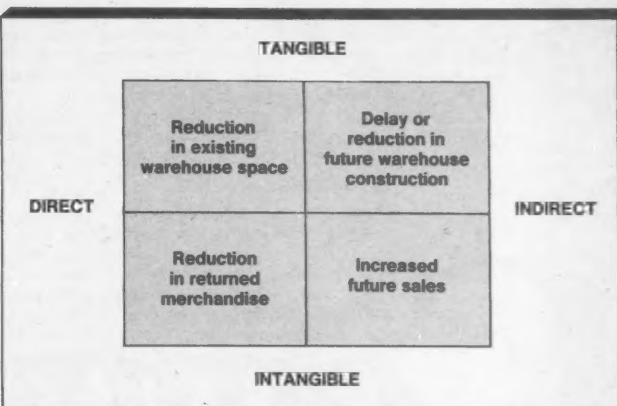 TANGIBLE
Reduction
in existing
warehouse space
Delay or
reduction in
future warehouse
construction
DIRECT
INDIRECT
Reduction
in returned
merchandise
Increased
future sales
INTANGIBLE